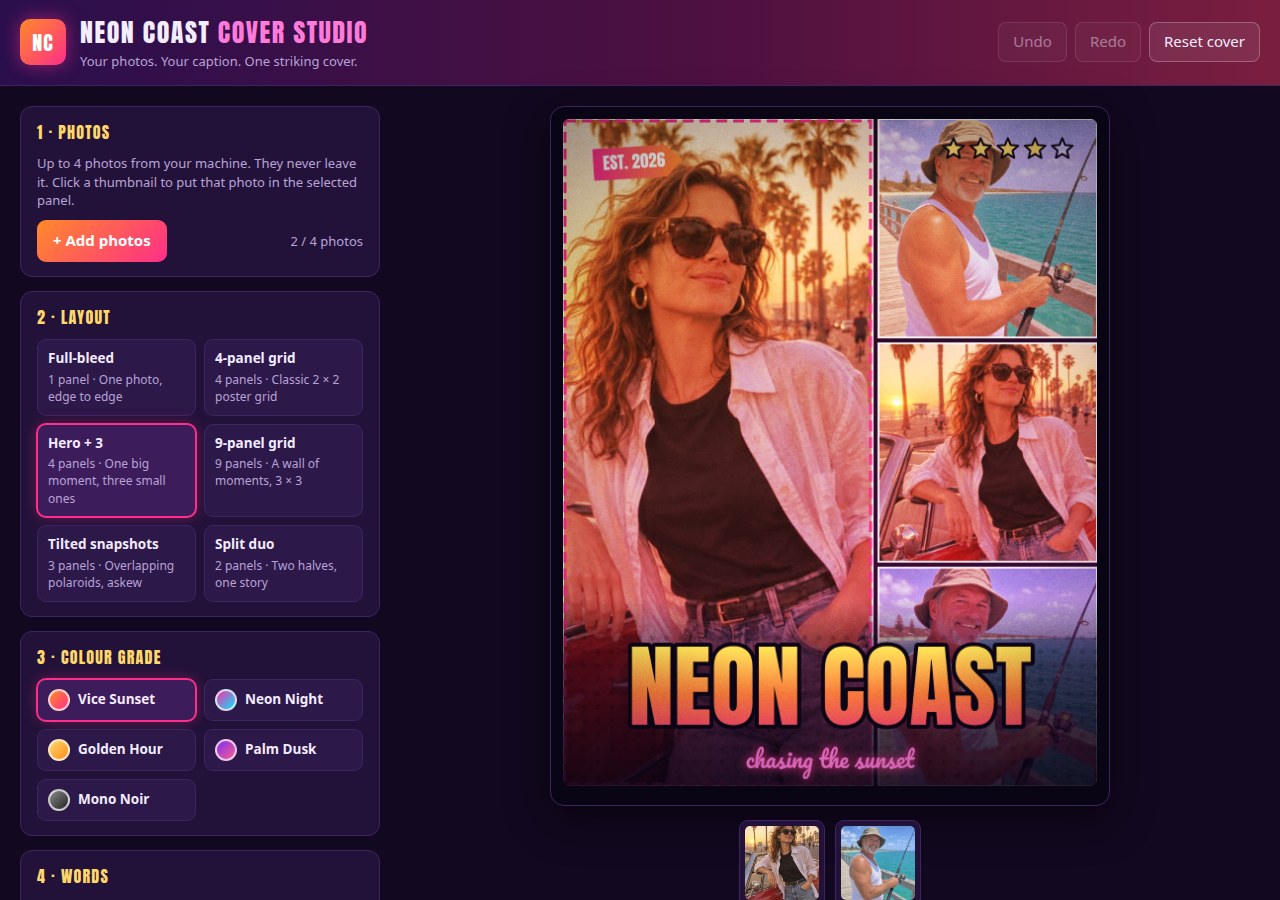 NC
NEON COAST COVER STUDIO
Your photos. Your caption. One striking cover.
Undo
Redo
Reset cover
1 · PHOTOS
Up to 4 photos from your machine. They never leave
it. Click a thumbnail to put that photo in the selected
panel.
+ Add photos
2 / 4 photos
2 · LAYOUT
Full-bleed
1 panel · One photo,
edge to edge
4-panel grid
4 panels · Classic 2 × 2
poster grid
Hero + 3
4 panels · One big
moment, three small
ones
9-panel grid
9 panels · A wall of
moments, 3 × 3
Tilted snapshots
3 panels · Overlapping
polaroids, askew
Split duo
2 panels · Two halves,
one story
3 · COLOUR GRADE
Vice Sunset
Neon Night
Golden Hour
Palm Dusk
Mono Noir
4 · WORDS
EST. 2026
NEON COAST
chasing the sunset